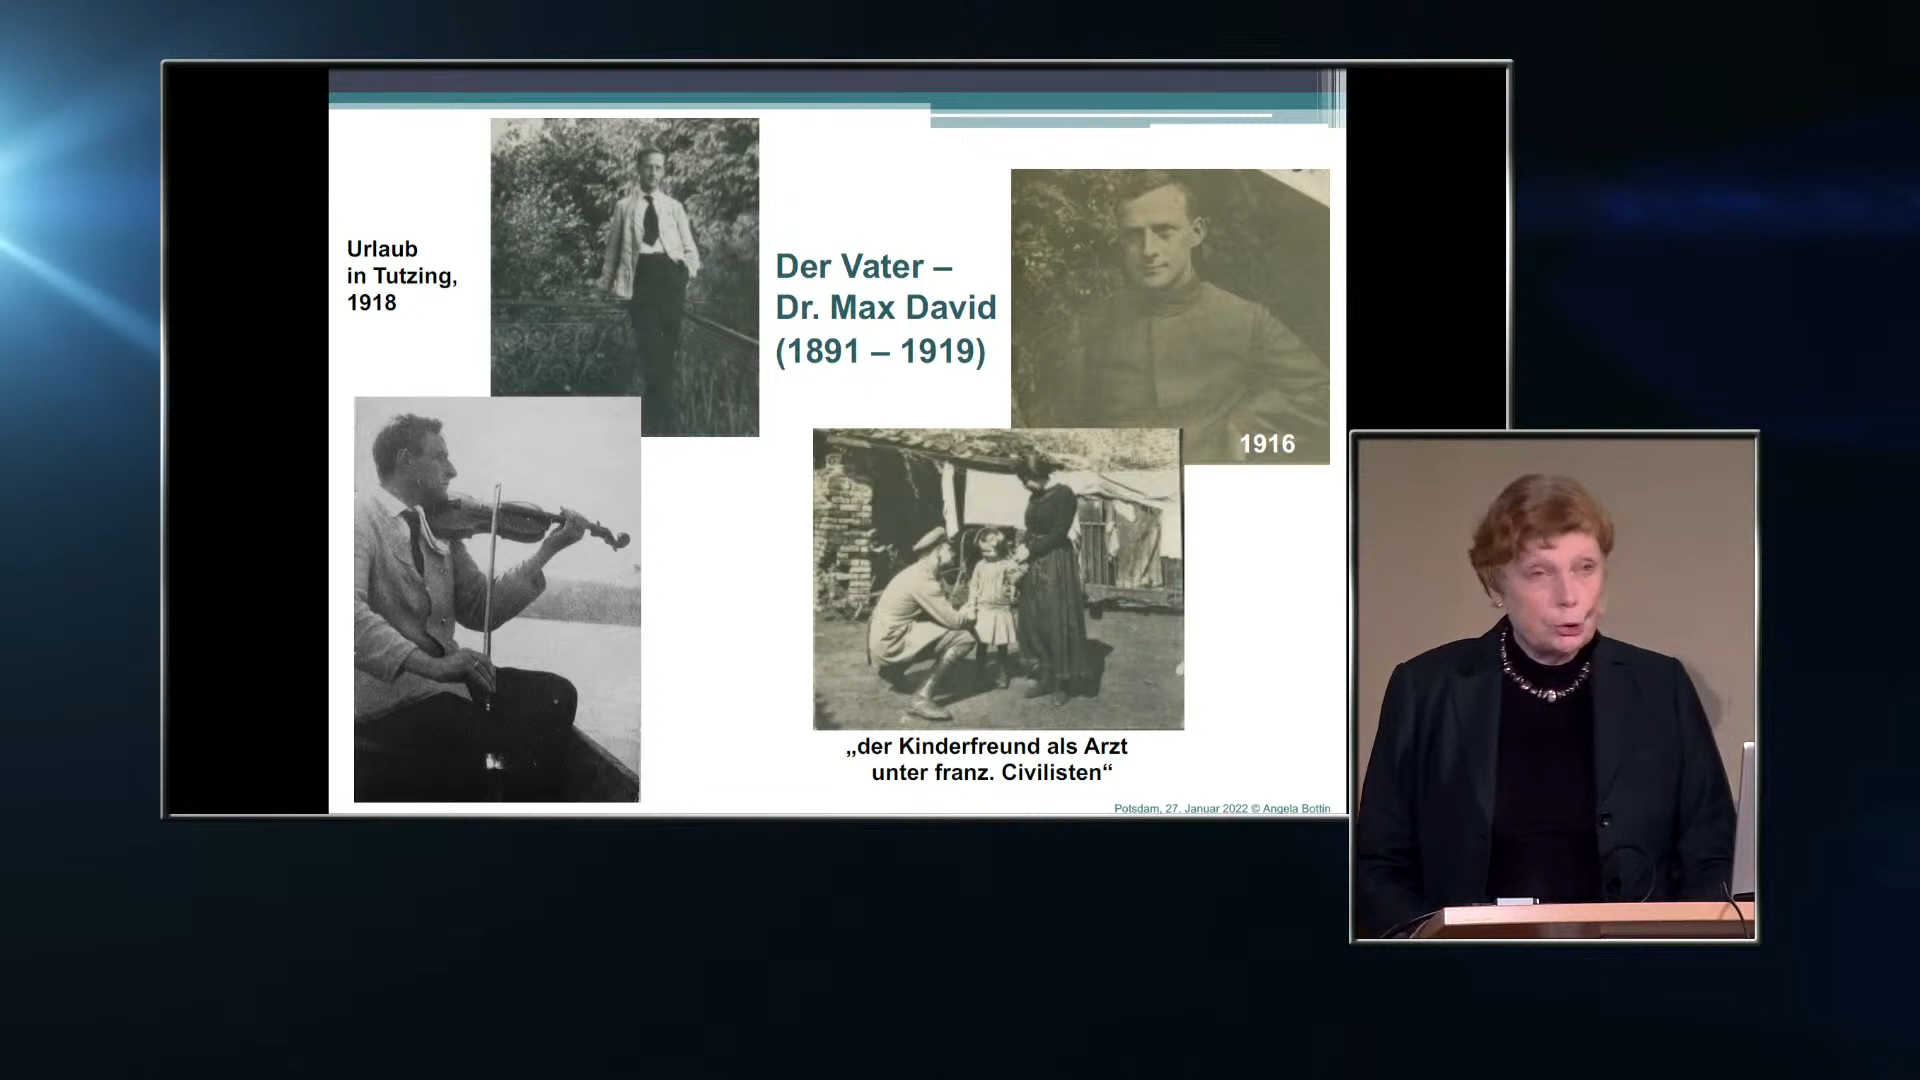 Urlaub
in Tutzing,
1918
Der Vater –
Dr. Max David
(1891 – 1919)
1916
„der Kinderfreund als Arzt
unter franz. Civilisten“
Potsdam, 27. Januar 2022 © Angela Bottin